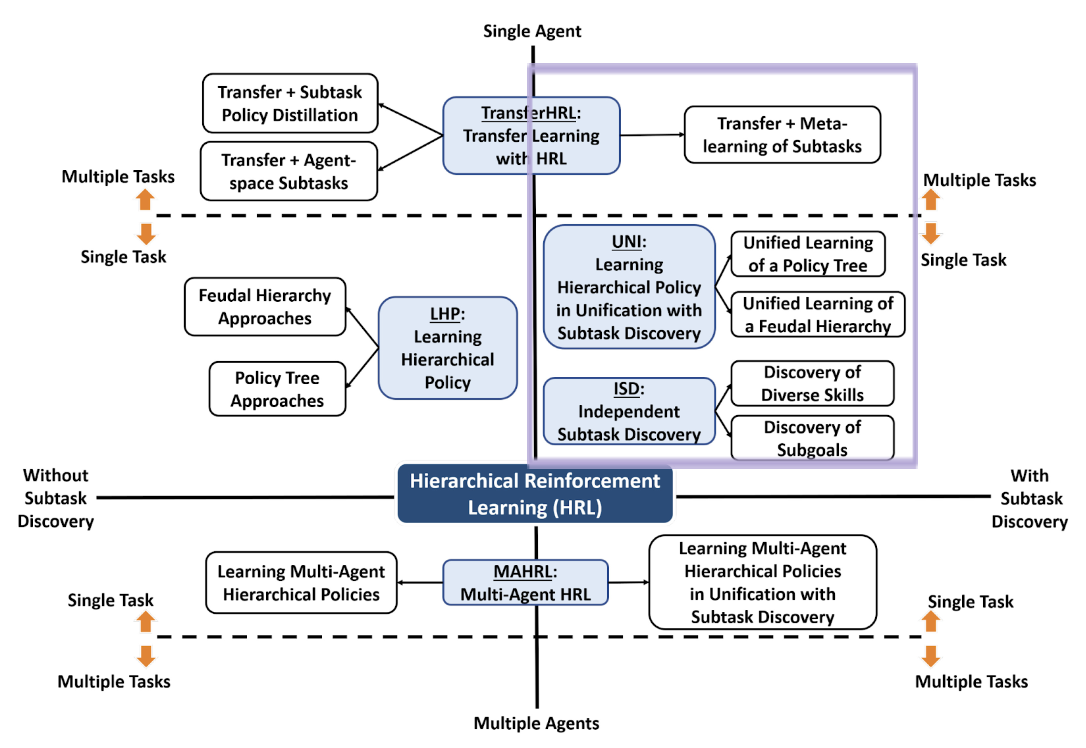 Single Agent
Transfer + Subtask
Policy Distillation
Transfer + Agent-
space Subtasks
TransferHRL:
Transfer Learning
with HRL
Transfer + Meta-
learning of Subtasks
Multiple Tasks
Single Task
Multiple Tasks
Single Task
UNI:
Learning
Hierarchical Policy
in Unification with
Subtask Discovery
Unified Learning
of a Policy Tree
Unified Learning of
a Feudal Hierarchy
Feudal Hierarchy
Approaches
Policy Tree
Approaches
LHP:
Learning
Hierarchical
Policy
ISD:
Independent
Subtask Discovery
Discovery of
Diverse Skills
Discovery of
Subgoals
Without
Subtask
Discovery
Hierarchical Reinforcement
Learning (HRL)
With
Subtask
Discovery
Learning Multi-Agent
Hierarchical Policies
MAHRL:
Multi-Agent HRL
Learning Multi-Agent
Hierarchical Policies
in Unification with
Subtask Discovery
Single Task
Multiple Tasks
Single Task
Multiple Tasks
Multiple Agents